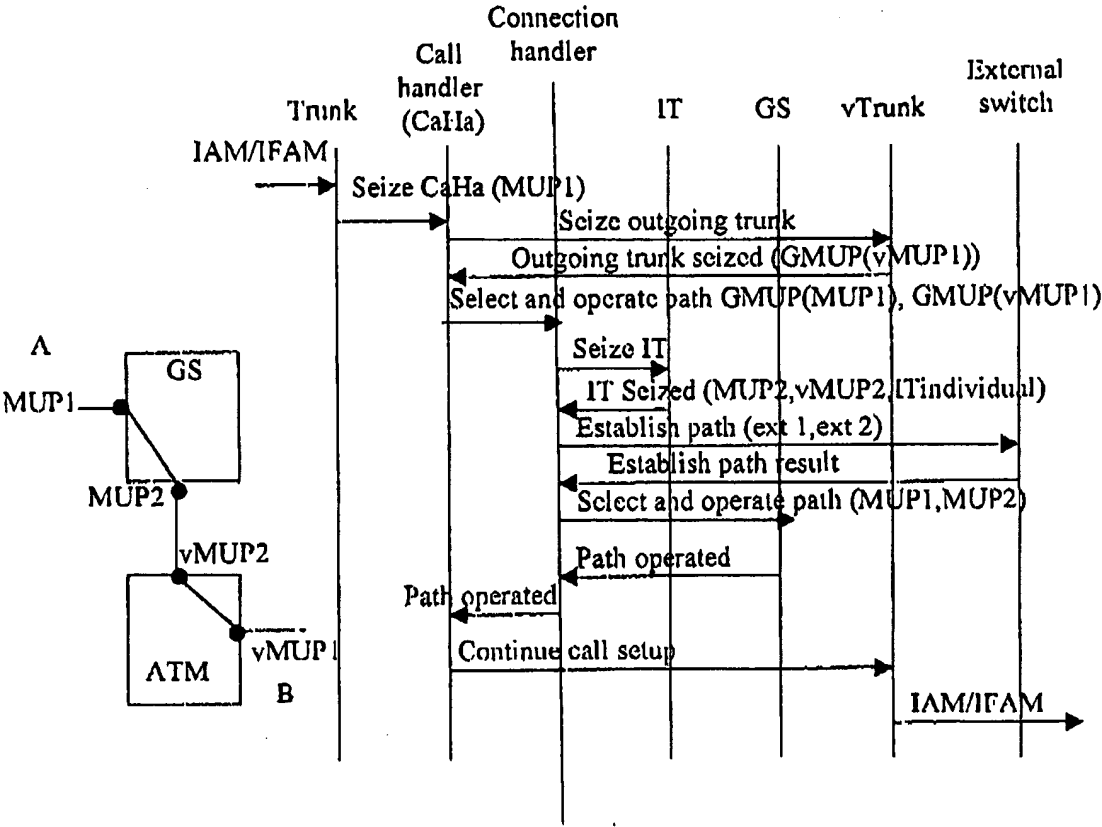 Connection
handler
Call
handler
(CaHa)
External
switch
Trunk
IT
GS
vTrunk
IAM/IFAM
Seize CaHa (MUP1)
Seize outgoing trunk
Outgoing trunk seized (GMUP(vMUP1))
Select and operate path GMUP(MUP1), GMUP(vMUP1)
Seize IT
IT Seized (MUP2,vMUP2,ITindividual)
Establish path (ext 1,ext 2)
Establish path result
Select and operate path (MUP1,MUP2)
Path operated
Path operated
Continue call setup
IAM/IFAM
A
GS
MUP1
MUP2
vMUP2
vMUP1
ATM
B